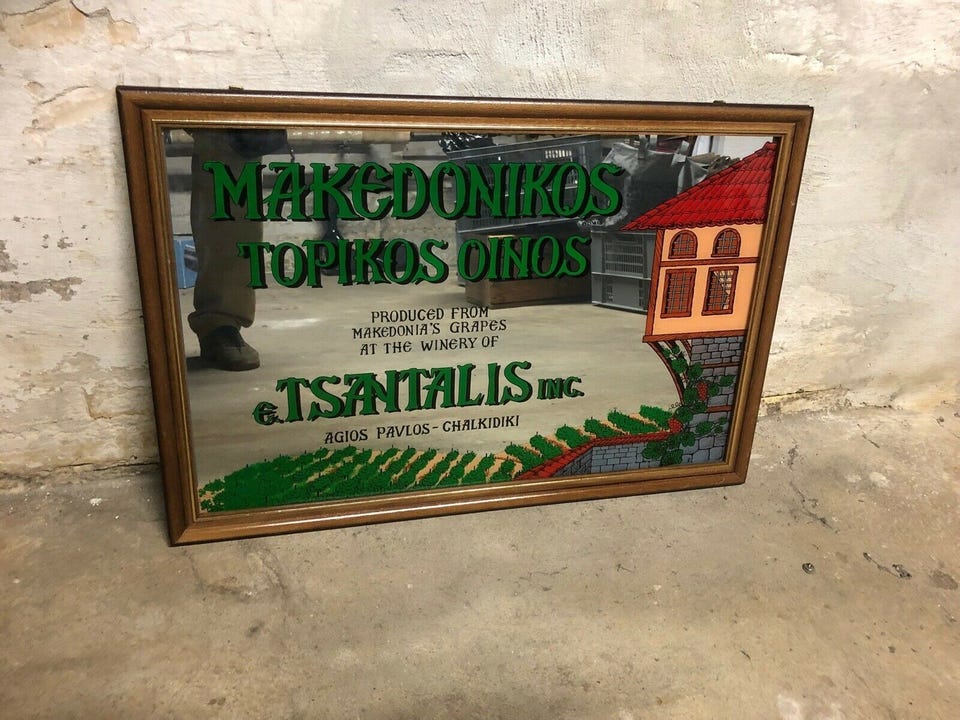 MAKEDONIKOS
TOPIKOS OINOS
PRODUCED FROM
MAKEDONIA'S GRAPES
AT THE WINERY OF
E. TSANTALIS INC.
AGIOS PAVLOS-CHALKIDIKI